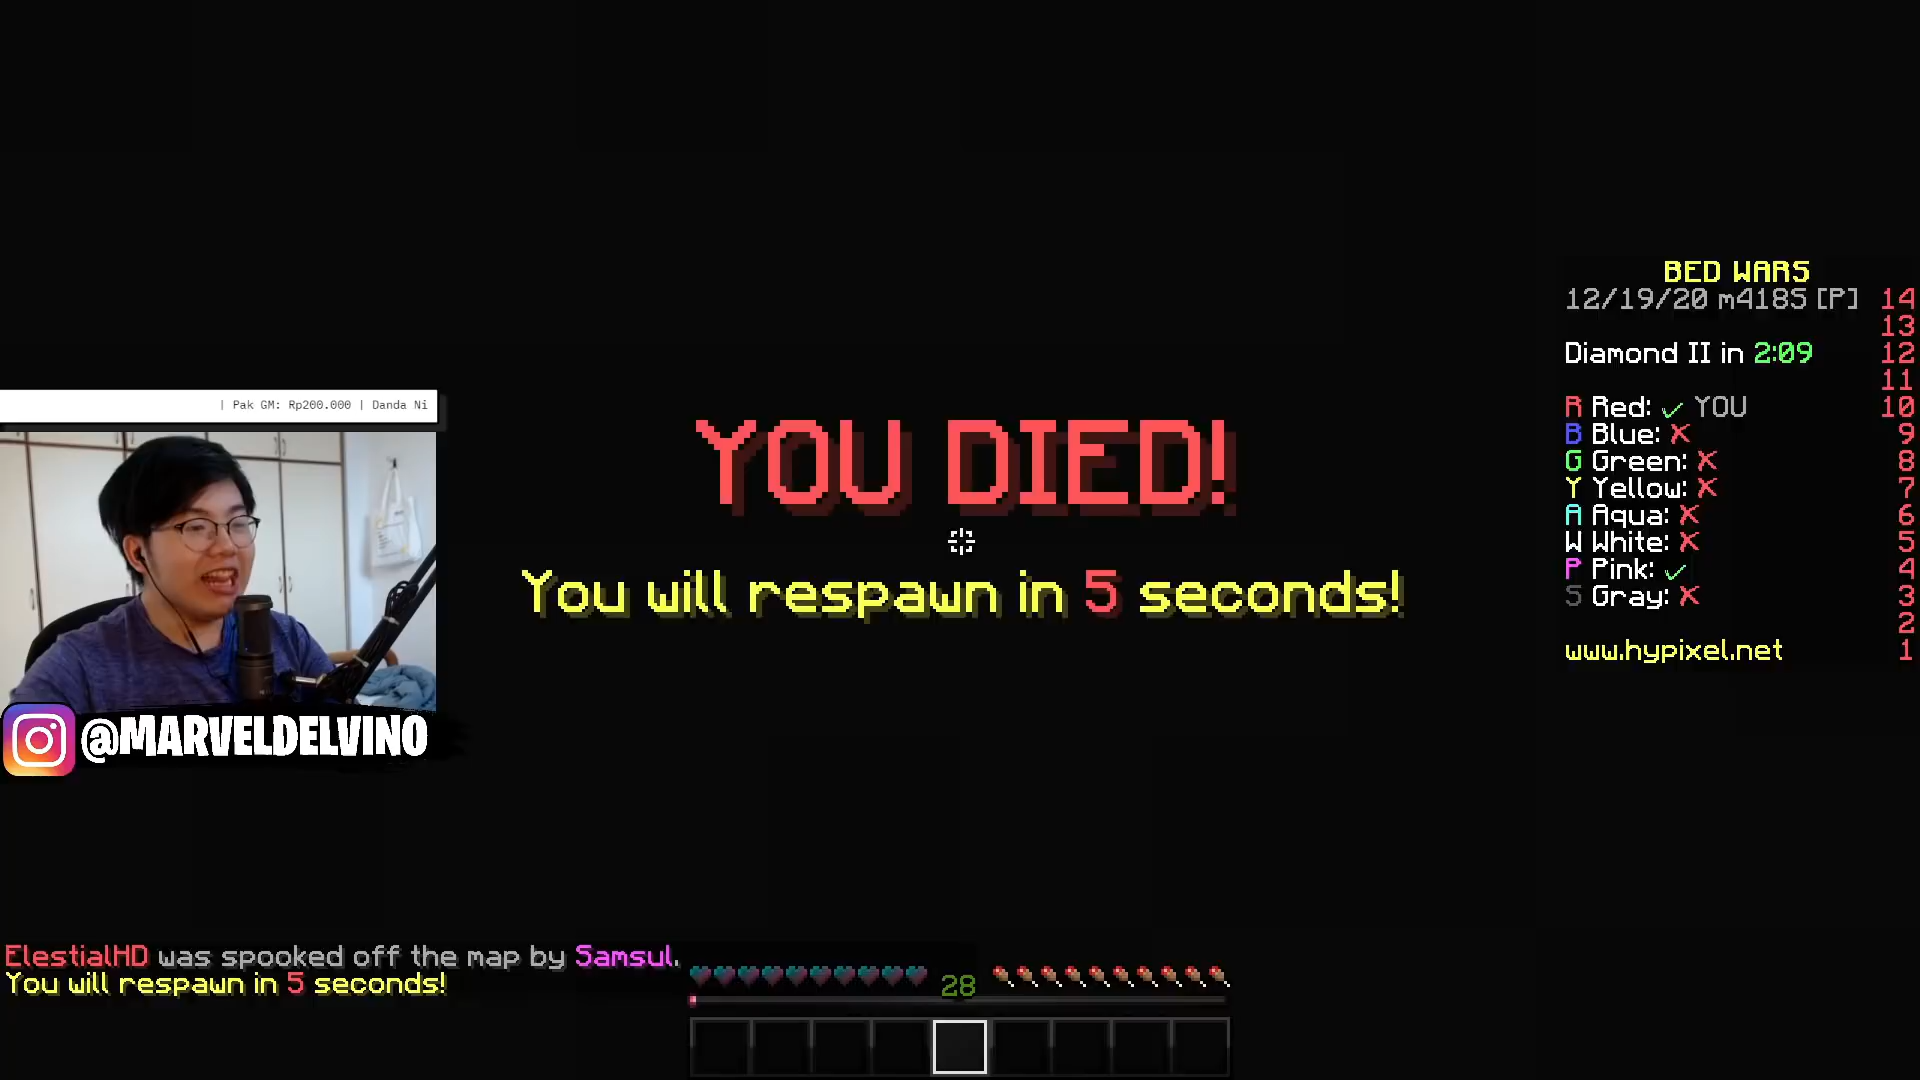 BED WARS
12/19/20 m4185 [P] 14
13
Diamond II in 2:09 12
11
R Red: ✓ YOU 10
B Blue: ✗ 9
G Green: ✗ 8
Y Yellow: ✗ 7
A Aqua: ✗ 6
W White: ✗ 5
P Pink: ✓ 4
S Gray: ✗ 3
2
www.hypixel.net 1
| Pak GM: Rp200.000 | Danda Ni
YOU DIED!
You will respawn in 5 seconds!
@MARVELDELVINO
ElestialHD was spooked off the map by Samsul.
You will respawn in 5 seconds!
28